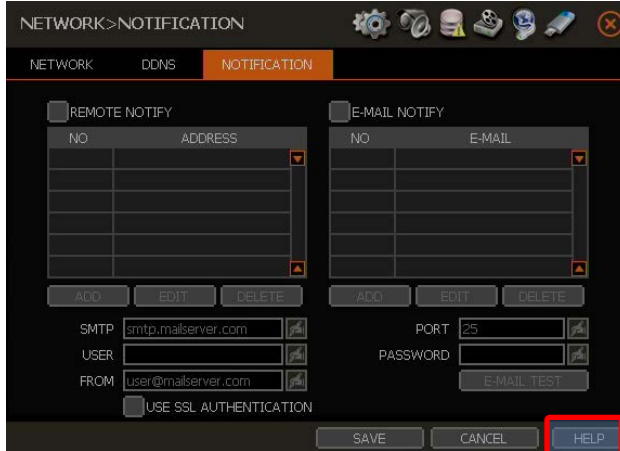 NETWORK>NOTIFICATION
NETWORK DDNS NOTIFICATION
REMOTE NOTIFY E-MAIL NOTIFY
NO ADDRESS NO E-MAIL
ADD EDIT DELETE ADD EDIT DELETE
SMTP smtp.mailserver.com PORT 25
USER PASSWORD
FROM user@mailserver.com E-MAIL TEST
USE SSL AUTHENTICATION
SAVE CANCEL HELP